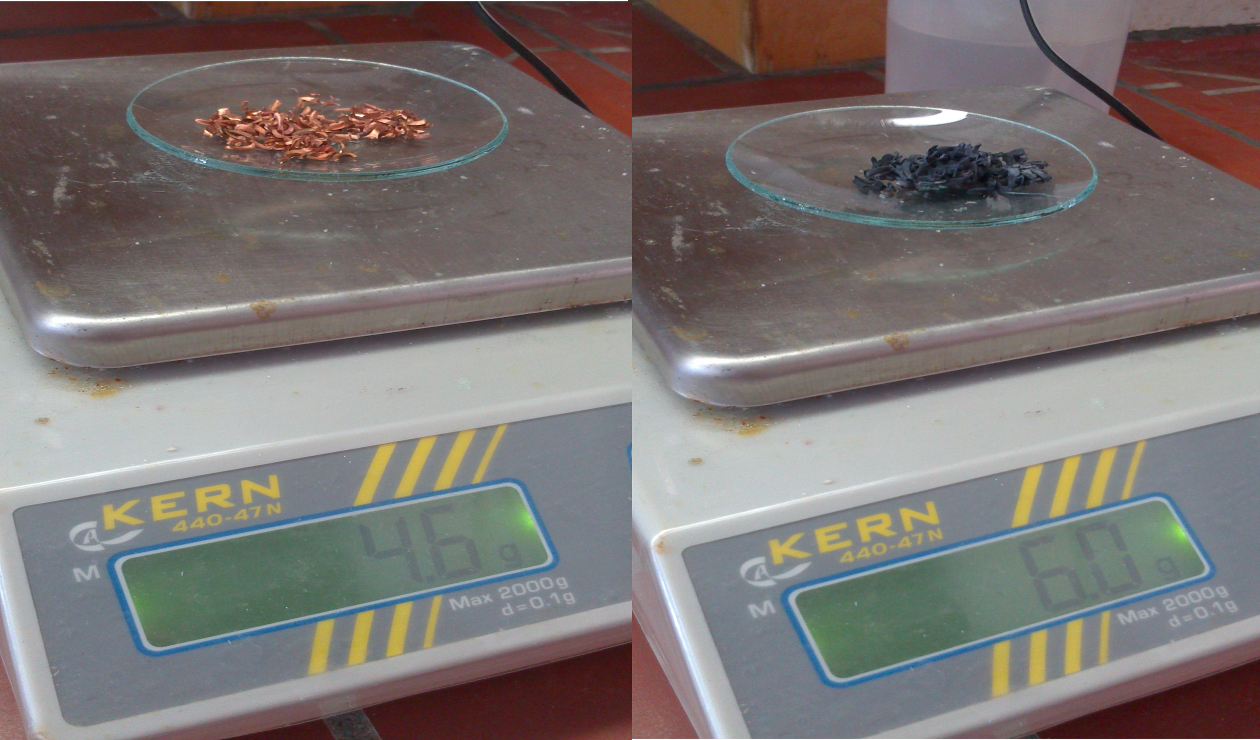 KERN
440-47N
M
4.6 g
Max 2000g
d=0.1g
KERN
440-47N
M
6.0 g
Max 2000g
d=0.1g